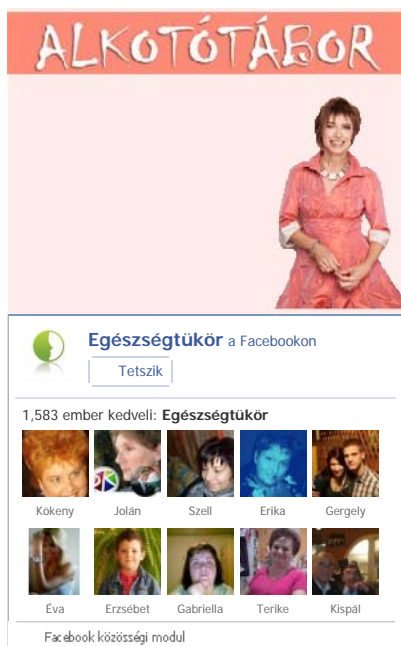 ALKOTÓTÁBOR
Egészségtükör a Facebookon
Tetszik
1,583 ember kedveli: Egészségtükör
Kökeny Jolán Szell Erika Gergely
Éva Erzsébet Gabriella Terike Kispál
Facebook közösségi modul